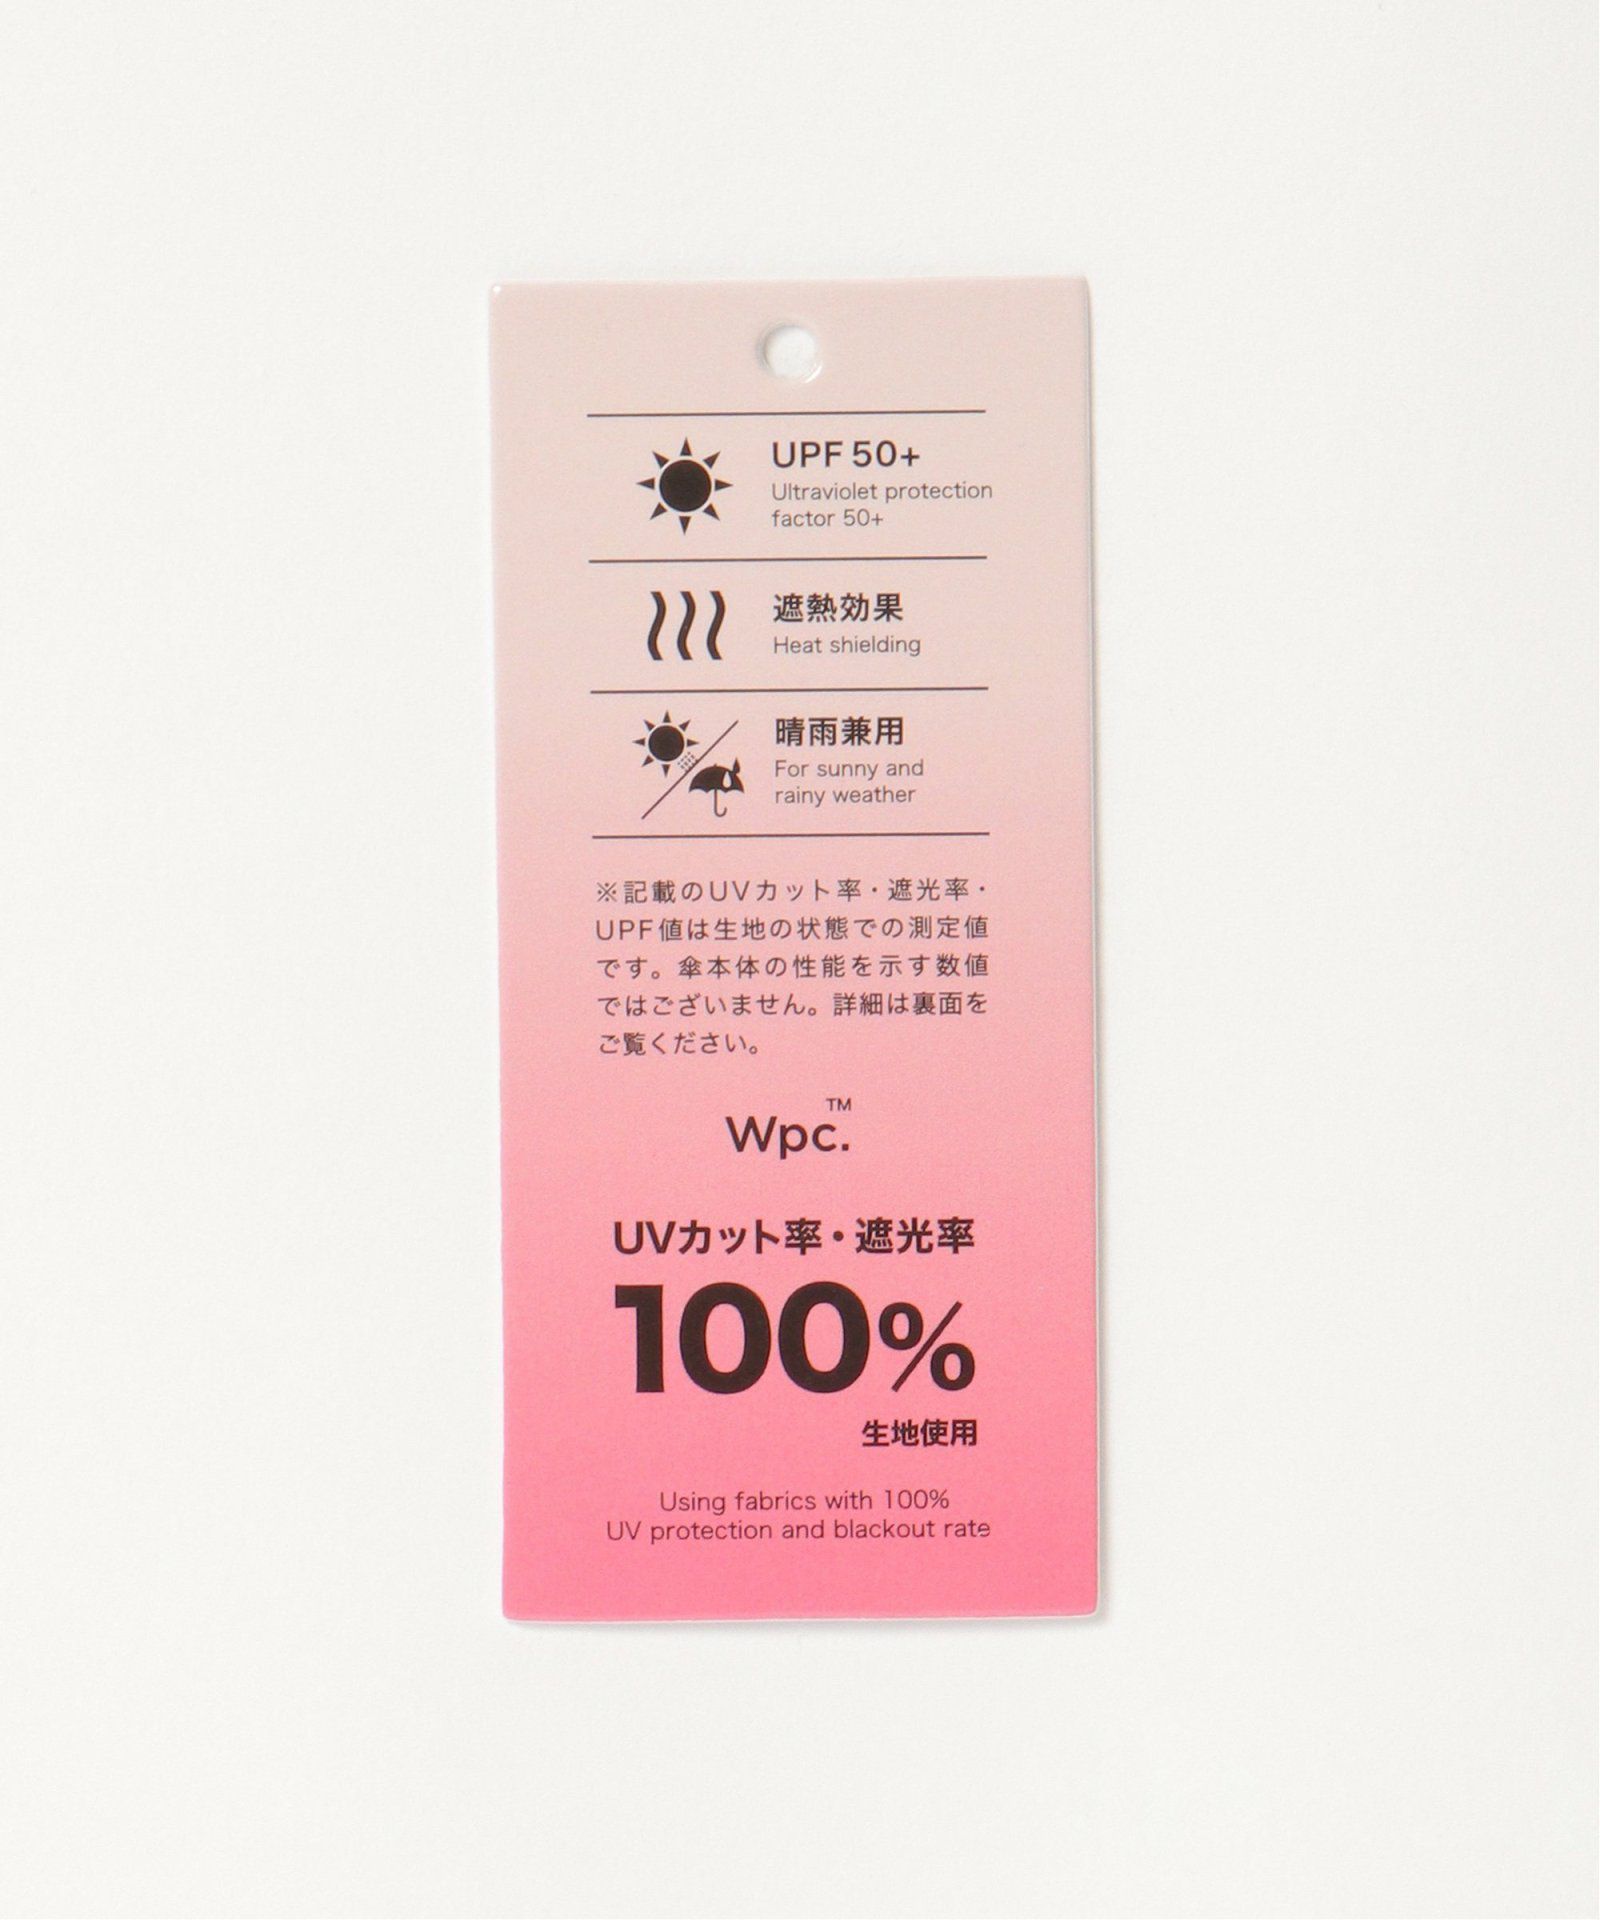 UPF 50+
Ultraviolet protection
factor 50+
遮熱効果
Heat shielding
晴雨兼用
For sunny and
rainy weather
※記載のUVカット率・遮光率・
UPF値は生地の状態での測定値
です。傘本体の性能を示す数値
ではございません。詳細は裏面を
ご覧ください。
Wpc.™
UVカット率・遮光率
100%
生地使用
Using fabrics with 100%
UV protection and blackout rate